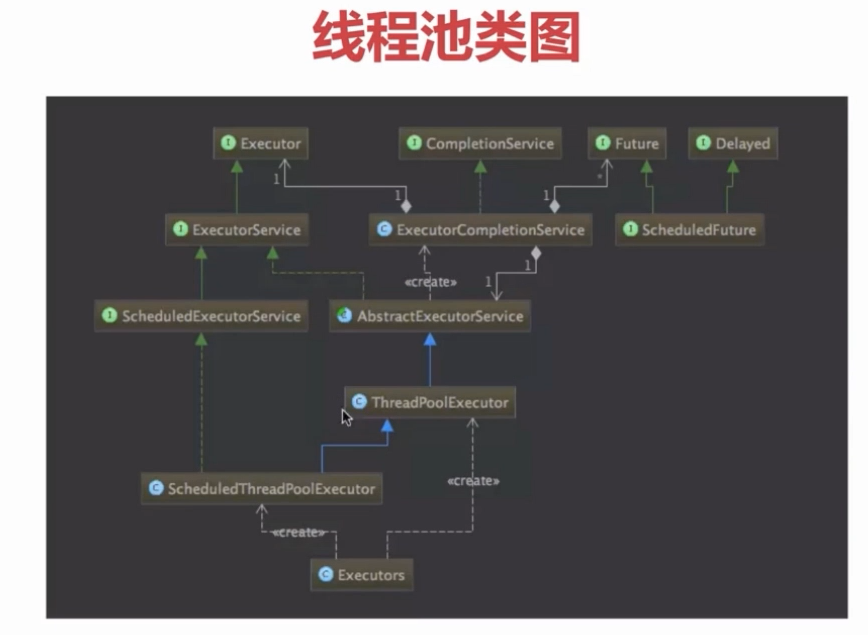 线程池类图
Executor
CompletionService
Future
Delayed
1
1
1
*
ExecutorService
ExecutorCompletionService
ScheduledFuture
«create»
1
1
ScheduledExecutorService
AbstractExecutorService
ThreadPoolExecutor
«create»
ScheduledThreadPoolExecutor
«create»
Executors